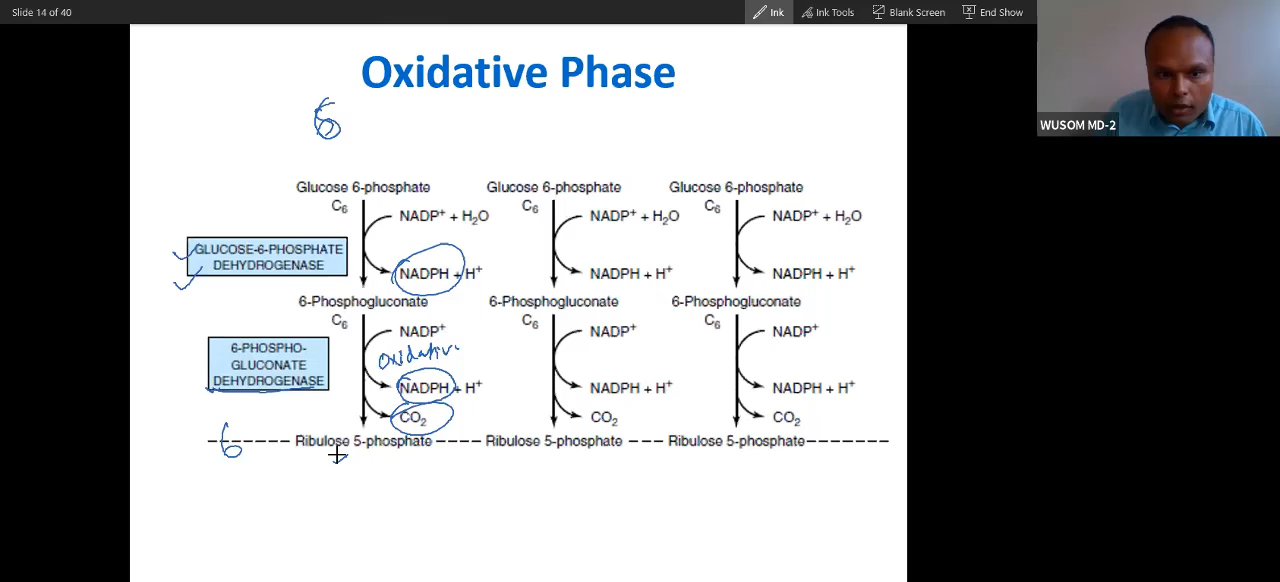 Slide 14 of 40
Ink
Ink Tools
Blank Screen
End Show
WUSOM MD-2
Oxidative Phase
6
Glucose 6-phosphate Glucose 6-phosphate Glucose 6-phosphate
C₆ C₆ C₆
NADP⁺ + H₂O NADP⁺ + H₂O NADP⁺ + H₂O
GLUCOSE-6-PHOSPHATE
DEHYDROGENASE
NADPH + H⁺ NADPH + H⁺ NADPH + H⁺
6-Phosphogluconate 6-Phosphogluconate 6-Phosphogluconate
C₆ C₆ C₆
NADP⁺ NADP⁺ NADP⁺
6-PHOSPHO-
GLUCONATE
DEHYDROGENASE
oxidativ
NADPH + H⁺ NADPH + H⁺ NADPH + H⁺
CO₂ CO₂ CO₂
6
Ribulose 5-phosphate Ribulose 5-phosphate Ribulose 5-phosphate